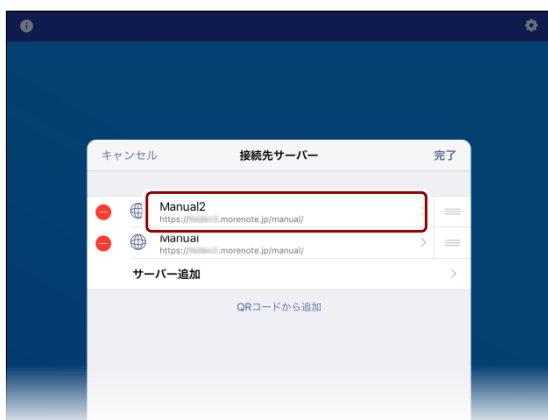 キャンセル 接続先サーバー 完了
Manual2
https:// .morenote.jp/manual/
Manual
https:// .morenote.jp/manual/
サーバー追加
QRコードから追加